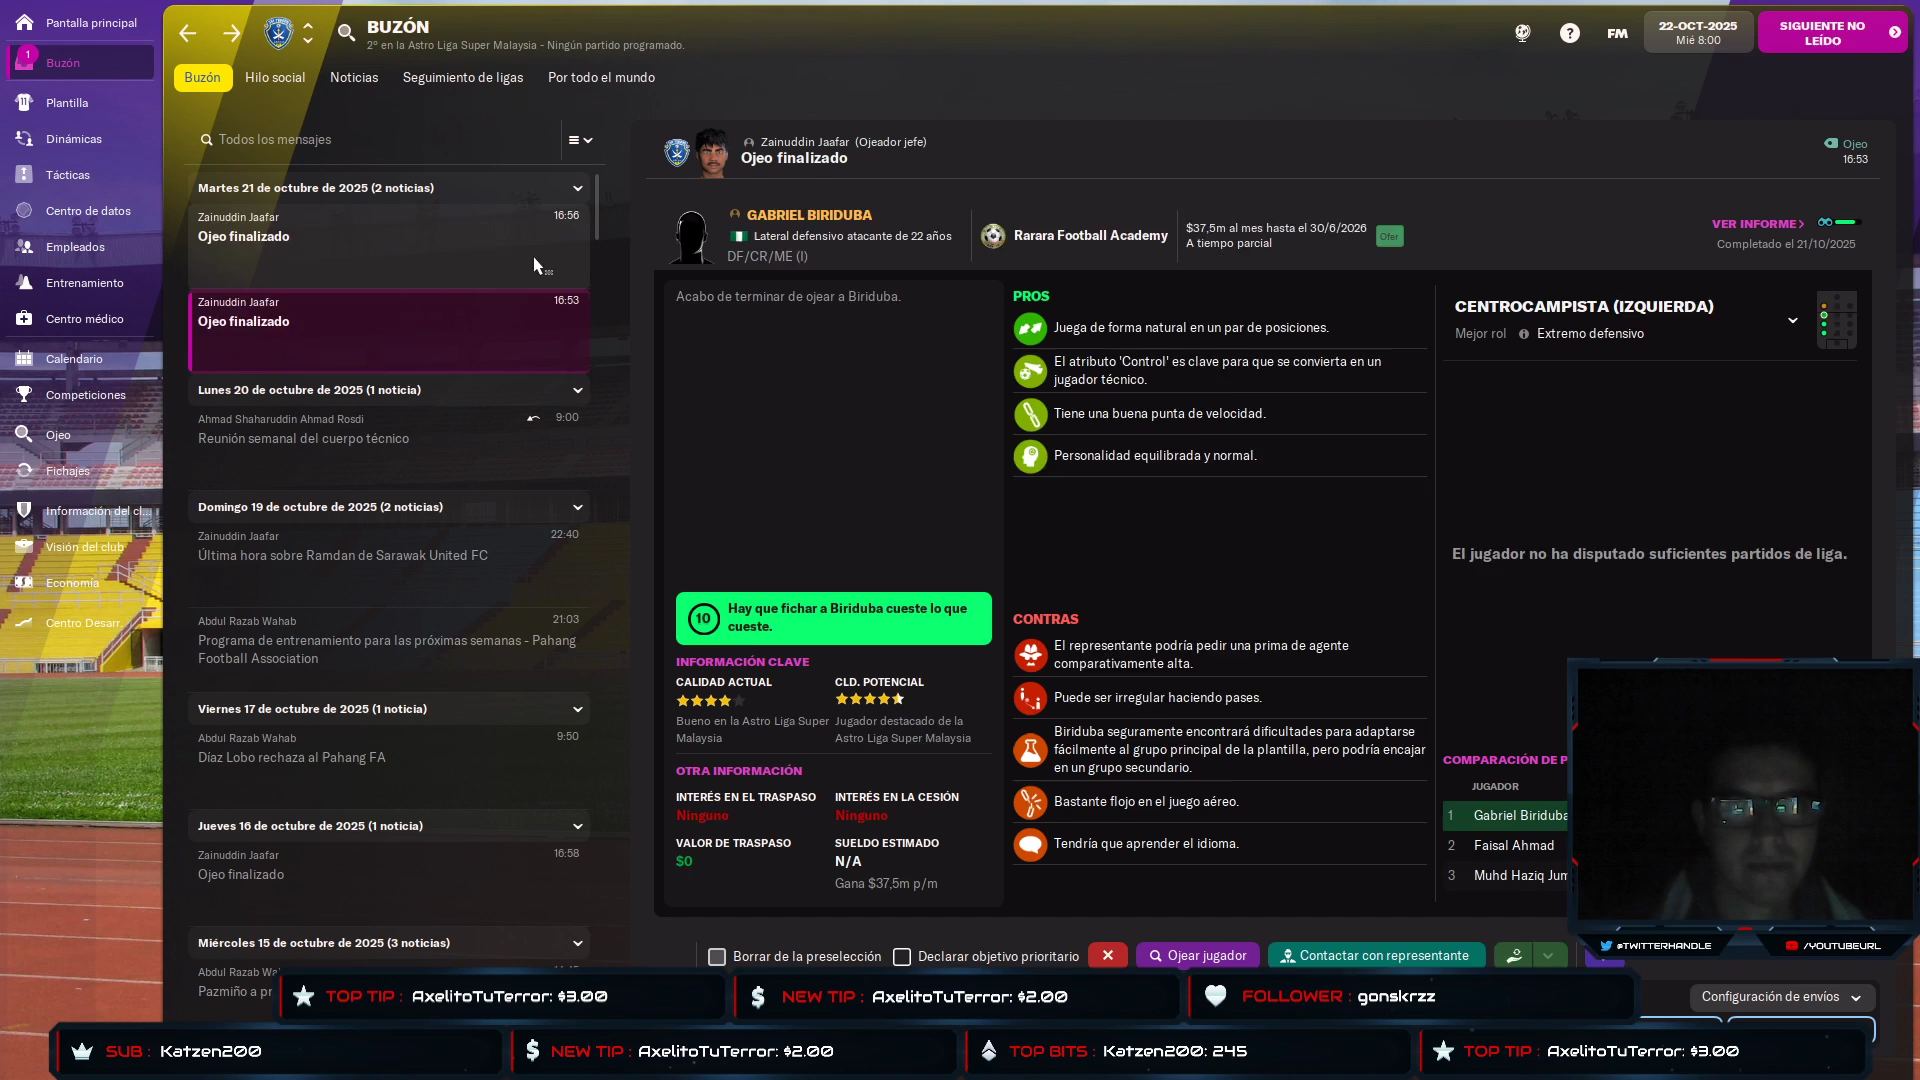 Pantalla principal
1
Buzón
Plantilla
Dinámicas
Tácticas
Centro de datos
Empleados
Entrenamiento
Centro médico
Calendario
Competiciones
Ojeo
Fichajes
Información del cl...
Visión del club
Economía
Centro Desarr.
BUZÓN
2º en la Astro Liga Super Malaysia - Ningún partido programado.
FM
22-OCT-2025
Mié 8:00
SIGUIENTE NO
LEÍDO
Buzón
Hilo social
Noticias
Seguimiento de ligas
Por todo el mundo
Todos los mensajes
Martes 21 de octubre de 2025 (2 noticias)
Zainuddin Jaafar
16:56
Ojeo finalizado
Zainuddin Jaafar
16:53
Ojeo finalizado
Lunes 20 de octubre de 2025 (1 noticia)
Ahmad Shaharuddin Ahmad Rosdi
9:00
Reunión semanal del cuerpo técnico
Domingo 19 de octubre de 2025 (2 noticias)
Zainuddin Jaafar
22:40
Última hora sobre Ramdan de Sarawak United FC
Abdul Razab Wahab
21:03
Programa de entrenamiento para las próximas semanas - Pahang
Football Association
Viernes 17 de octubre de 2025 (1 noticia)
Abdul Razab Wahab
9:50
Díaz Lobo rechaza al Pahang FA
Jueves 16 de octubre de 2025 (1 noticia)
Zainuddin Jaafar
16:58
Ojeo finalizado
Miércoles 15 de octubre de 2025 (3 noticias)
Abdul Razab Wa
Pazmiño a pr
Zainuddin Jaafar (Ojeador jefe)
Ojeo finalizado
Ojeo
16:53
GABRIEL BIRIDUBA
Lateral defensivo atacante de 22 años
DF/CR/ME (I)
Rarara Football Academy
$37,5m al mes hasta el 30/6/2026
A tiempo parcial
Ofer
VER INFORME >
Completado el 21/10/2025
Acabo de terminar de ojear a Biriduba.
10
Hay que fichar a Biriduba cueste lo que
cueste.
INFORMACIÓN CLAVE
CALIDAD ACTUAL
CLD. POTENCIAL
Bueno en la Astro Liga Super
Malaysia
Jugador destacado de la
Astro Liga Super Malaysia
OTRA INFORMACIÓN
INTERÉS EN EL TRASPASO
INTERÉS EN LA CESIÓN
Ninguno
Ninguno
VALOR DE TRASPASO
SUELDO ESTIMADO
$0
N/A
Gana $37,5m p/m
PROS
Juega de forma natural en un par de posiciones.
El atributo 'Control' es clave para que se convierta en un
jugador técnico.
Tiene una buena punta de velocidad.
Personalidad equilibrada y normal.
CONTRAS
El representante podría pedir una prima de agente
comparativamente alta.
Puede ser irregular haciendo pases.
Biriduba seguramente encontrará dificultades para adaptarse
fácilmente al grupo principal de la plantilla, pero podría encajar
en un grupo secundario.
Bastante flojo en el juego aéreo.
Tendría que aprender el idioma.
CENTROCAMPISTA (IZQUIERDA)
Mejor rol
Extremo defensivo
El jugador no ha disputado suficientes partidos de liga.
COMPARACIÓN DE P
JUGADOR
1 Gabriel Biriduba
2 Faisal Ahmad
3 Muhd Haziq Jum
@TWITTERHANDLE
/YOUTUBEURL
Borrar de la preselección
Declarar objetivo prioritario
Ojear jugador
Contactar con representante
Configuración de envíos
TOP TIP : AxelitoTuTerror: $3.00
NEW TIP : AxelitoTuTerror: $2.00
FOLLOWER : gonskrzz
SUB : Katzen200
NEW TIP : AxelitoTuTerror: $2.00
TOP BITS : Katzen200: 245
TOP TIP : AxelitoTuTerror: $3.00